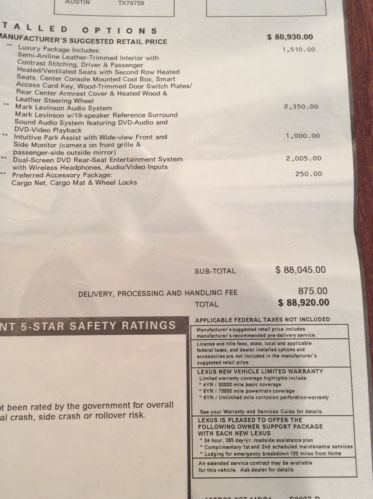 AUSTIN TX78759
TALLED OPTIONS
MANUFACTURER'S SUGGESTED RETAIL PRICE $ 80,930.00
** Luxury Package Includes: 1,510.00
Semi-Aniline Leather-Trimmed Interior with
Contrast Stitching, Driver & Passenger
Heated/Ventilated Seats with Second Row Heated
Seats, Center Console Mounted Cool Box, Smart
Access Card Key, Wood-Trimmed Door Switch Plates/
Rear Center Armrest Cover & Heated Wood &
Leather Steering Wheel
** Mark Levinson Audio System 2,350.00
Mark Levinson w/19-speaker Reference Surround
Sound Audio System featuring DVD-Audio and
DVD-Video Playback
** Intuitive Park Assist with Wide-view Front and 1,000.00
Side Monitor (camera on front grille &
passenger-side outside mirror)
** Dual-Screen DVD Rear-Seat Entertainment System 2,005.00
with Wireless Headphones, Audio/Video Inputs
** Preferred Accessory Package: 250.00
Cargo Net, Cargo Mat & Wheel Locks
SUB-TOTAL $ 88,045.00
DELIVERY, PROCESSING AND HANDLING FEE 875.00
TOTAL $ 88,920.00
NT 5-STAR SAFETY RATINGS
ot been rated by the government for overall
al crash, side crash or rollover risk.
APPLICABLE FEDERAL TAXES NOT INCLUDED
Manufacturer's suggested retail price includes
manufacturer's recommended pre-delivery service.
License and title fees, state, local and applicable
federal taxes, and dealer installed options and
accessories are not included in the manufacturer's
suggested retail price.
LEXUS NEW VEHICLE LIMITED WARRANTY
Limited warranty coverage highlights include
* 4YR / 50000 mile basic coverage
* 6YR / 70000 mile powertrain coverage
* 6YR / Unlimited mile corrosion perforation warranty
See your Warranty and Services Guide for details.
LEXUS IS PLEASED TO OFFER THE
FOLLOWING OWNER SUPPORT PACKAGE
WITH EACH NEW LEXUS
* 24 hour, 365 day/yr. roadside assistance plan
* Complimentary 1st and 2nd scheduled maintenance services
* Lodging for emergency breakdown 100 miles from home
An extended service contract may be available
for this vehicle. Ask dealer for details